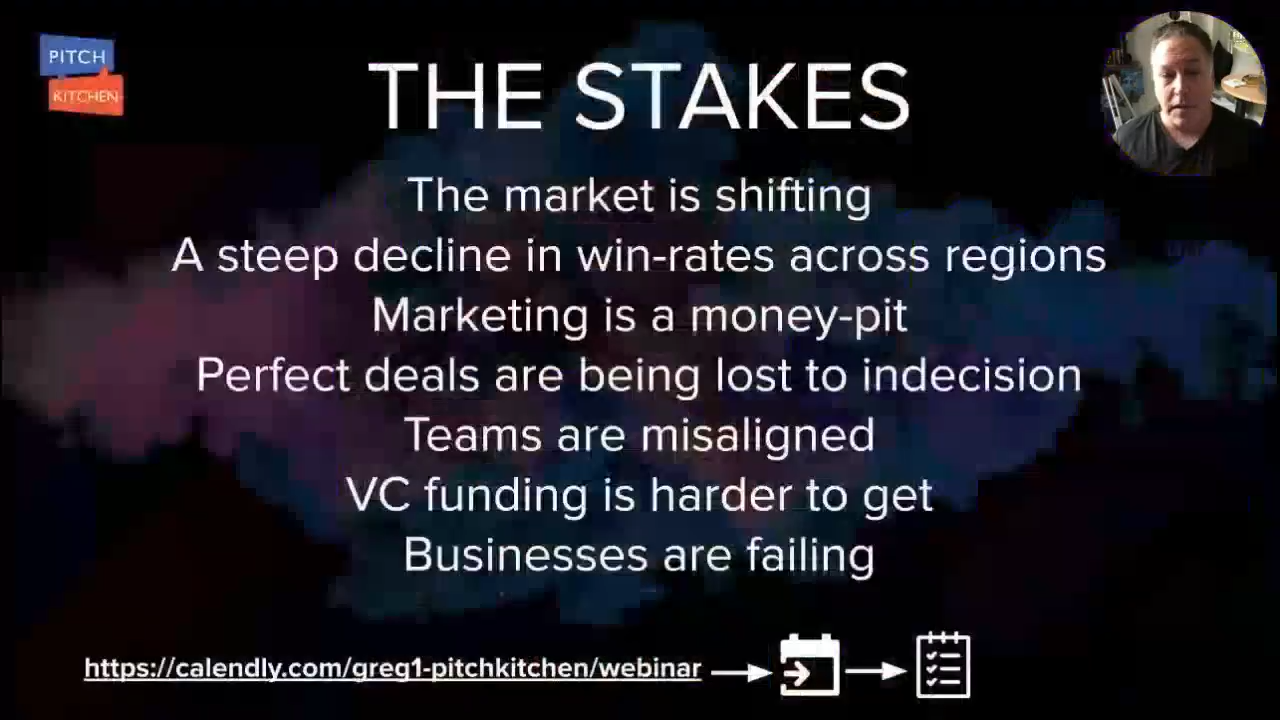 PITCH
KITCHEN
THE STAKES
The market is shifting
A steep decline in win-rates across regions
Marketing is a money-pit
Perfect deals are being lost to indecision
Teams are misaligned
VC funding is harder to get
Businesses are failing
https://calendly.com/greg1-pitchkitchen/webinar